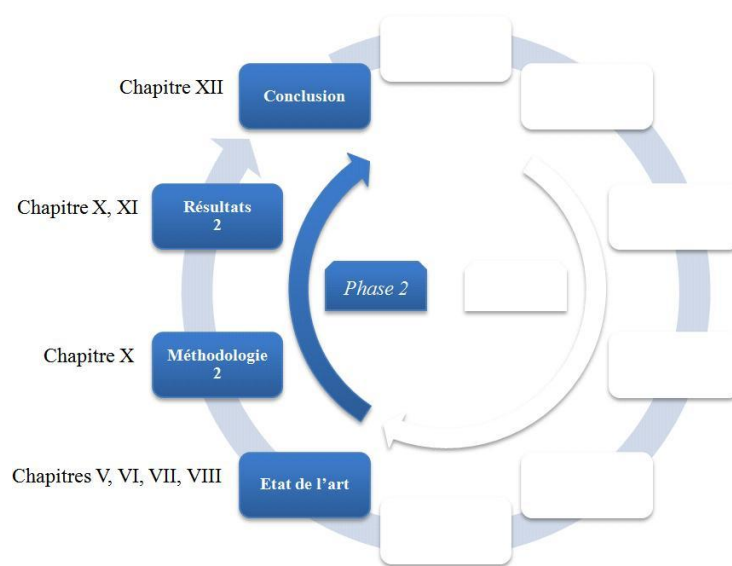 Chapitre XII
Conclusion
Chapitre X, XI
Résultats
2
Phase 2
Chapitre X
Méthodologie
2
Chapitres V, VI, VII, VIII
Etat de l’art